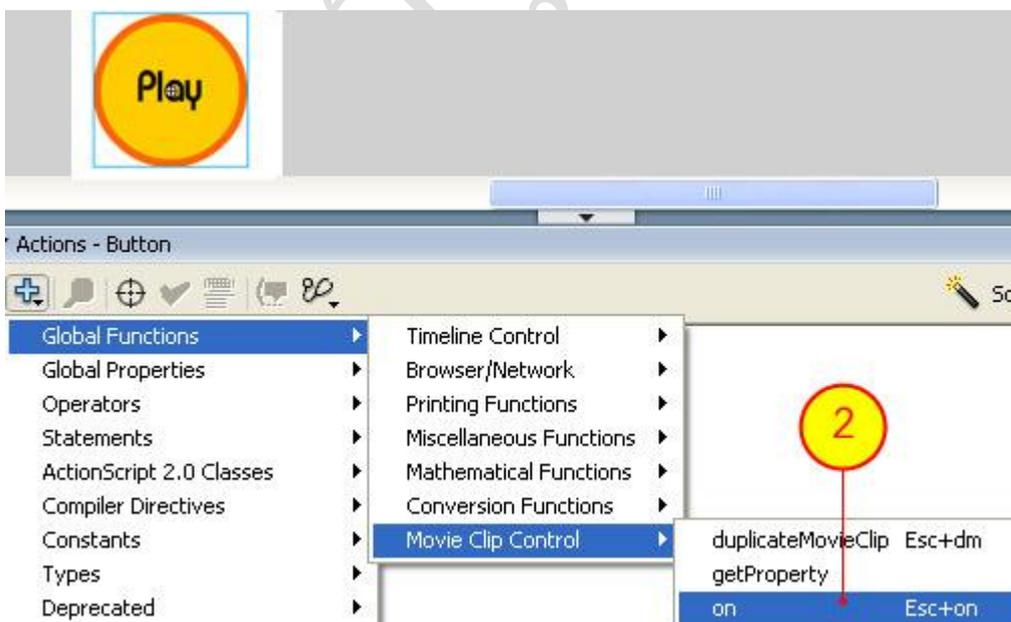 Play
Actions - Button
Global Functions
Global Properties
Operators
Statements
ActionScript 2.0 Classes
Compiler Directives
Constants
Types
Deprecated
Timeline Control
Browser/Network
Printing Functions
Miscellaneous Functions
Mathematical Functions
Conversion Functions
Movie Clip Control
2
duplicateMovieClip Esc+dm
getProperty
on Esc+on